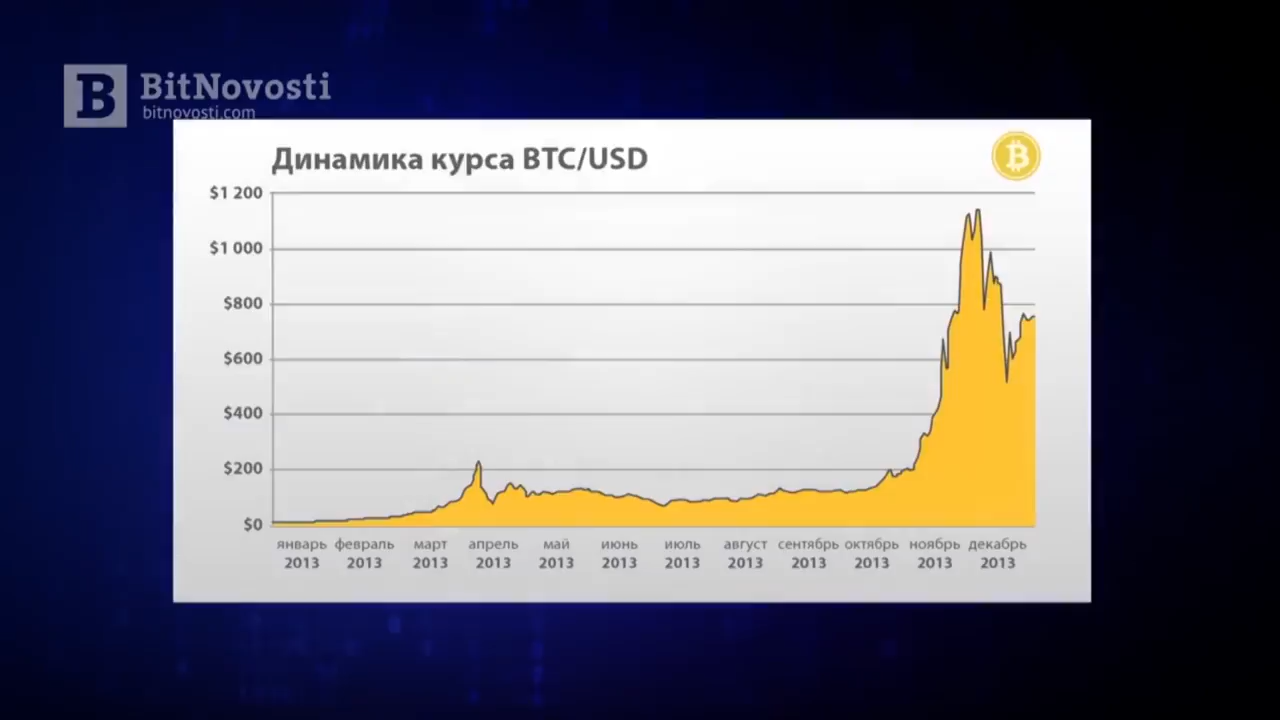 BitNovosti
bitnovosti.com
Динамика курса BTC/USD
$1 200
$1 000
$800
$600
$400
$200
$0
январь февраль март апрель май июнь июль август сентябрь октябрь ноябрь декабрь
2013 2013 2013 2013 2013 2013 2013 2013 2013 2013 2013 2013